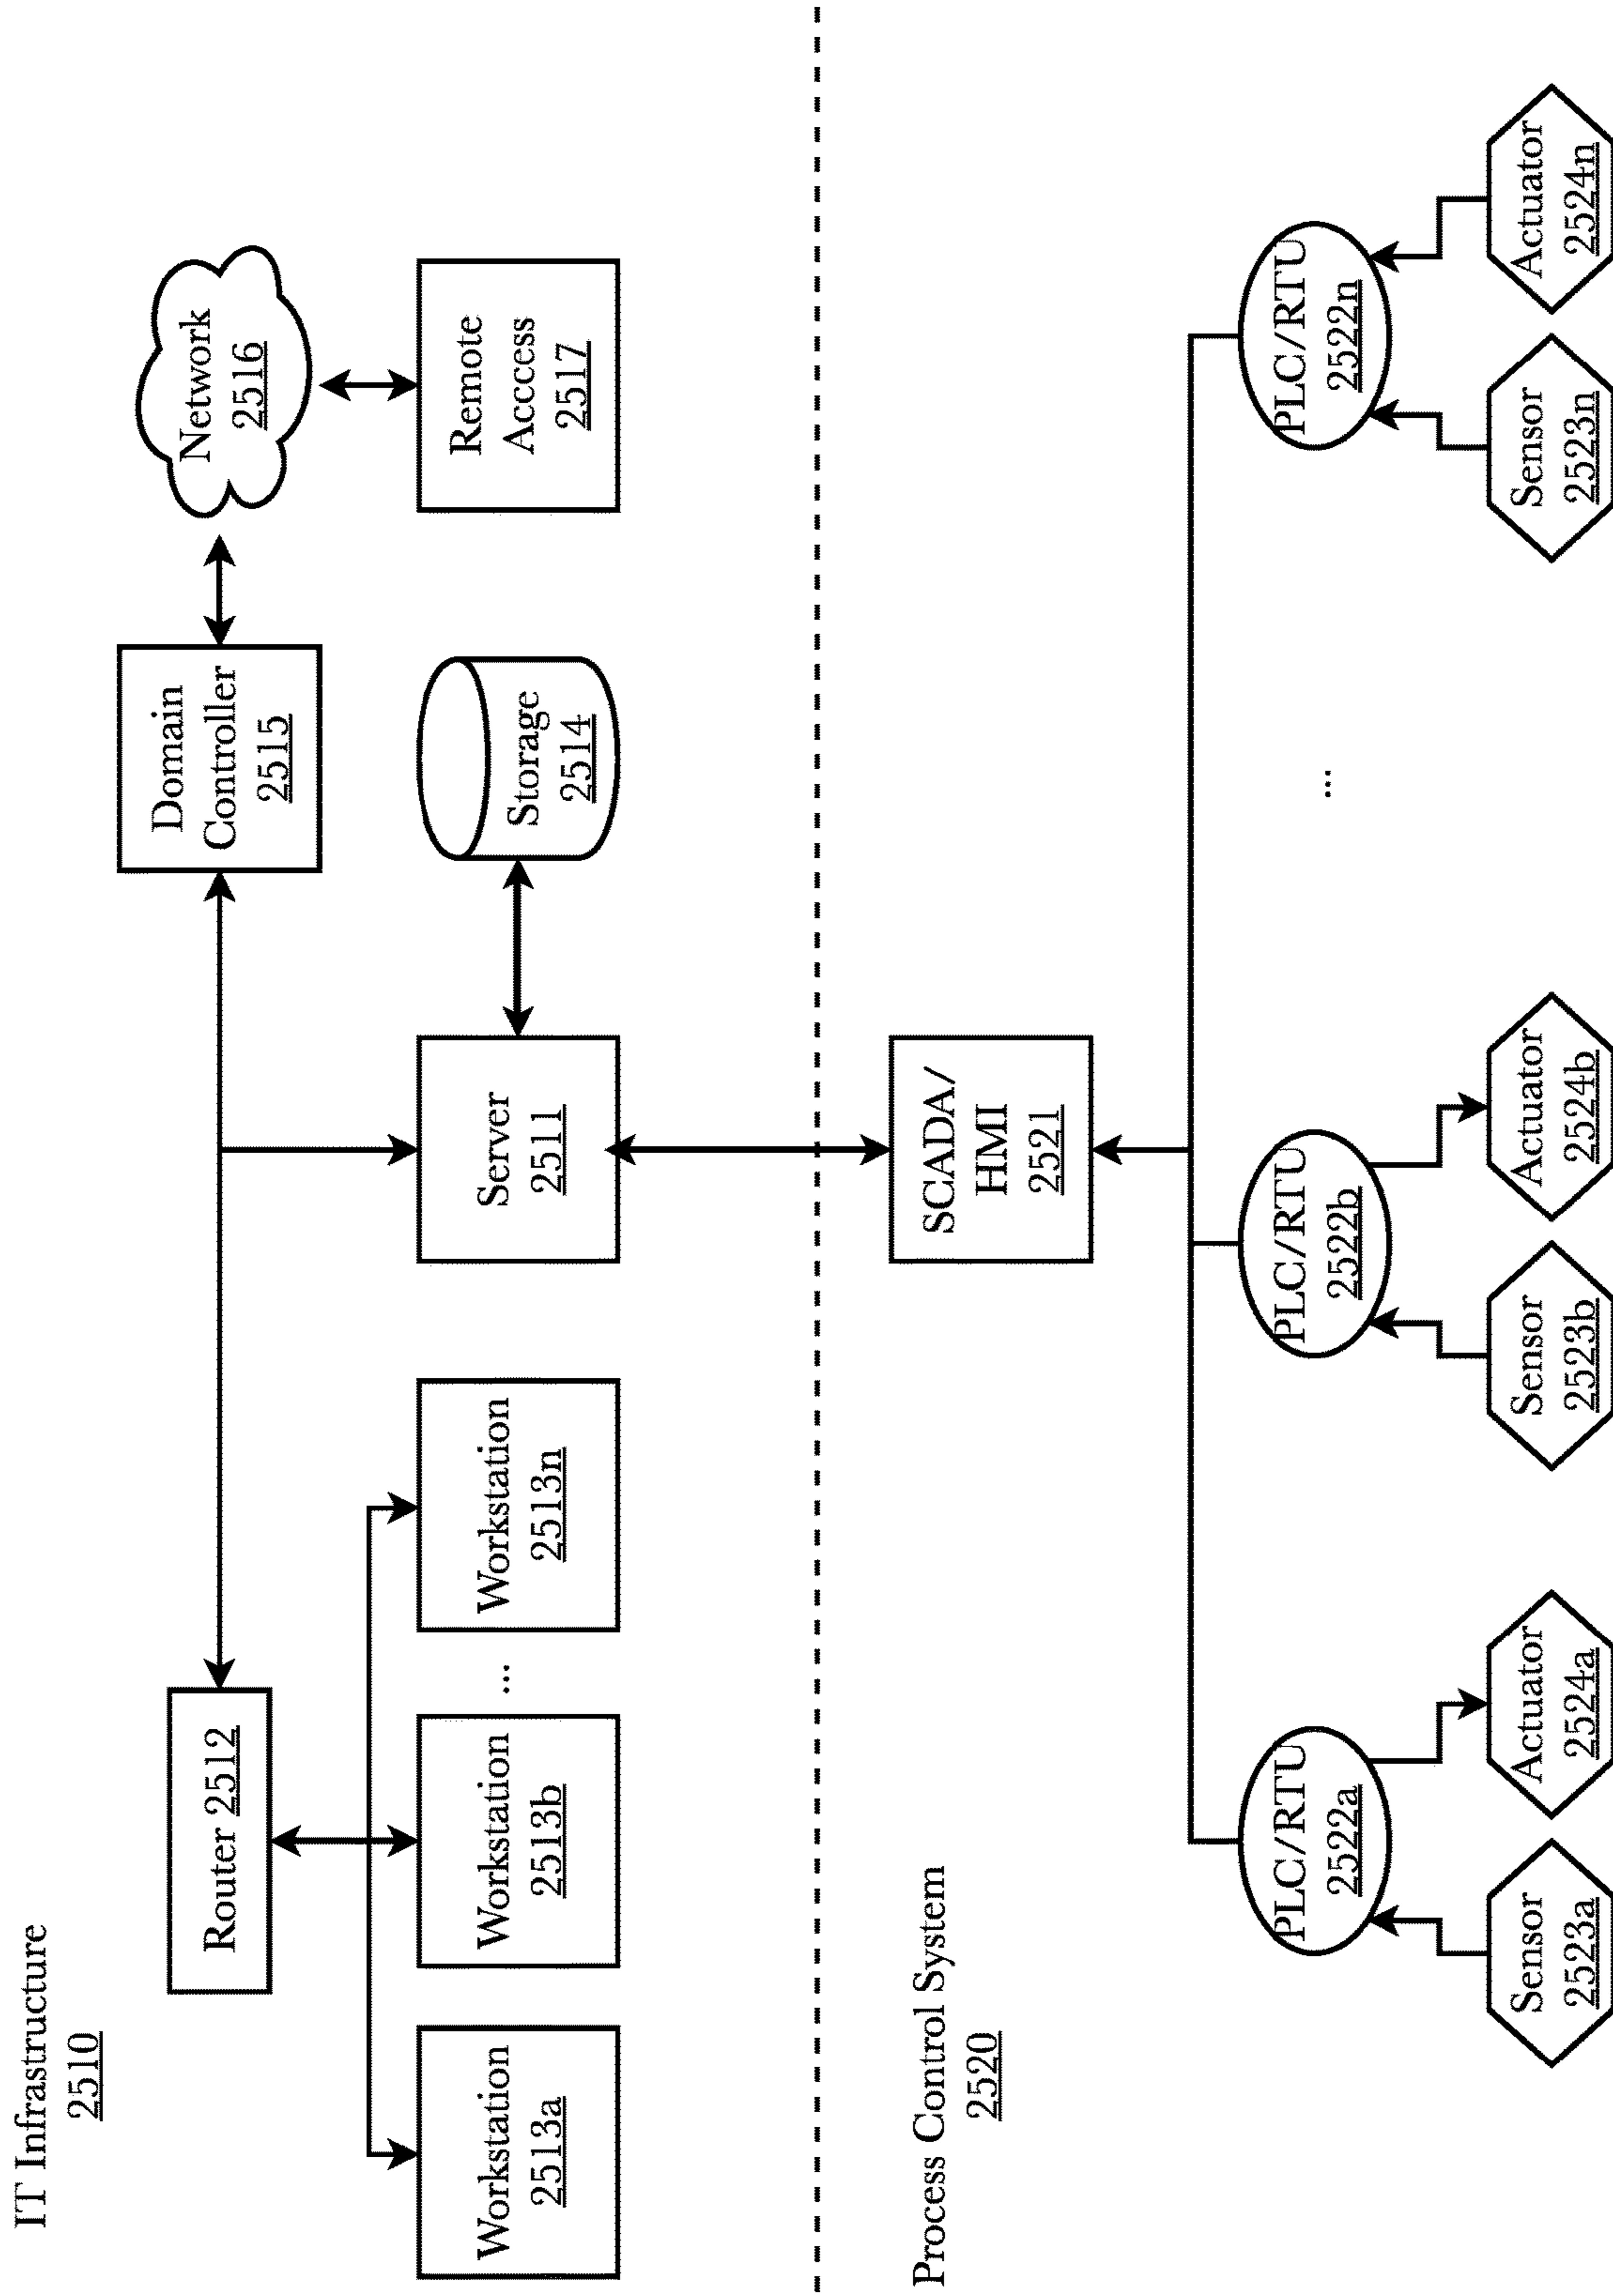 IT Infrastructure
2510
Router 2512
Domain
Controller
2515
Network
2516
Workstation
2513a
Workstation
2513b
...
Workstation
2513n
Server
2511
Storage
2514
Remote
Acccess
2517
Process Control System
2520
SCADA/
HMI
2521
PLC/RTU
2522a
PLC/RTU
2522b
...
PLC/RTU
2522n
Sensor
2523a
Actuator
2524a
Sensor
2523b
Actuator
2524b
Sensor
2523n
Actuator
2524n